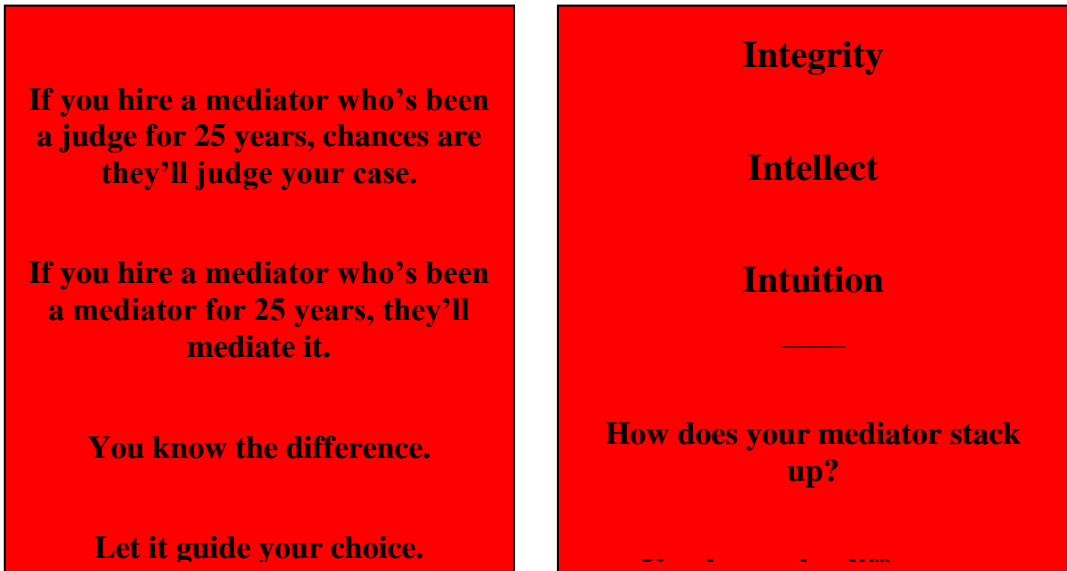 If you hire a mediator who’s been
a judge for 25 years, chances are
they’ll judge your case.
If you hire a mediator who’s been
a mediator for 25 years, they’ll
mediate it.
You know the difference.
Let it guide your choice.
Integrity
Intellect
Intuition
How does your mediator stack
up?